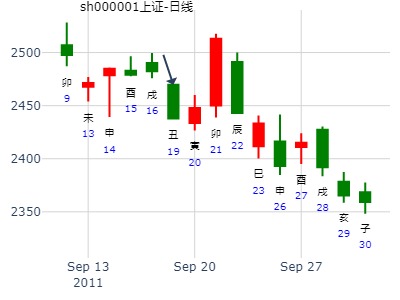 sh000001上证-日线
2500
2450
2400
2350
卯
9
未
13
申
14
酉
15
戌
16
丑
19
寅
20
卯
21
辰
22
巳
23
申
26
酉
27
戌
28
亥
29
子
30
Sep 13
2011
Sep 20
Sep 27